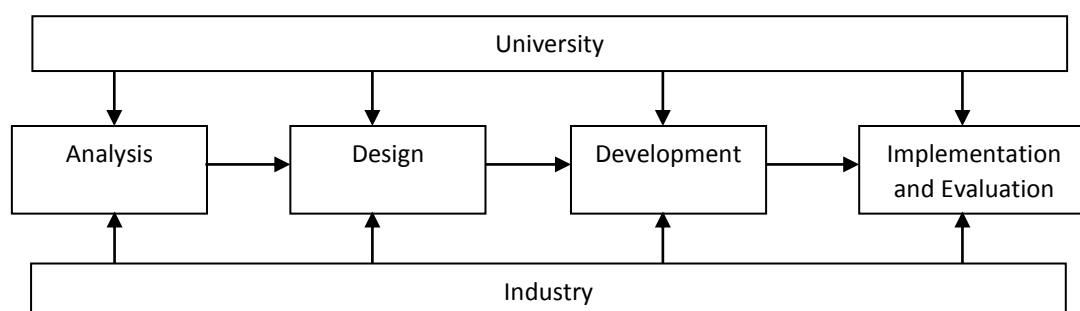 University
Analysis
Design
Development
Implementation
and Evaluation
Industry